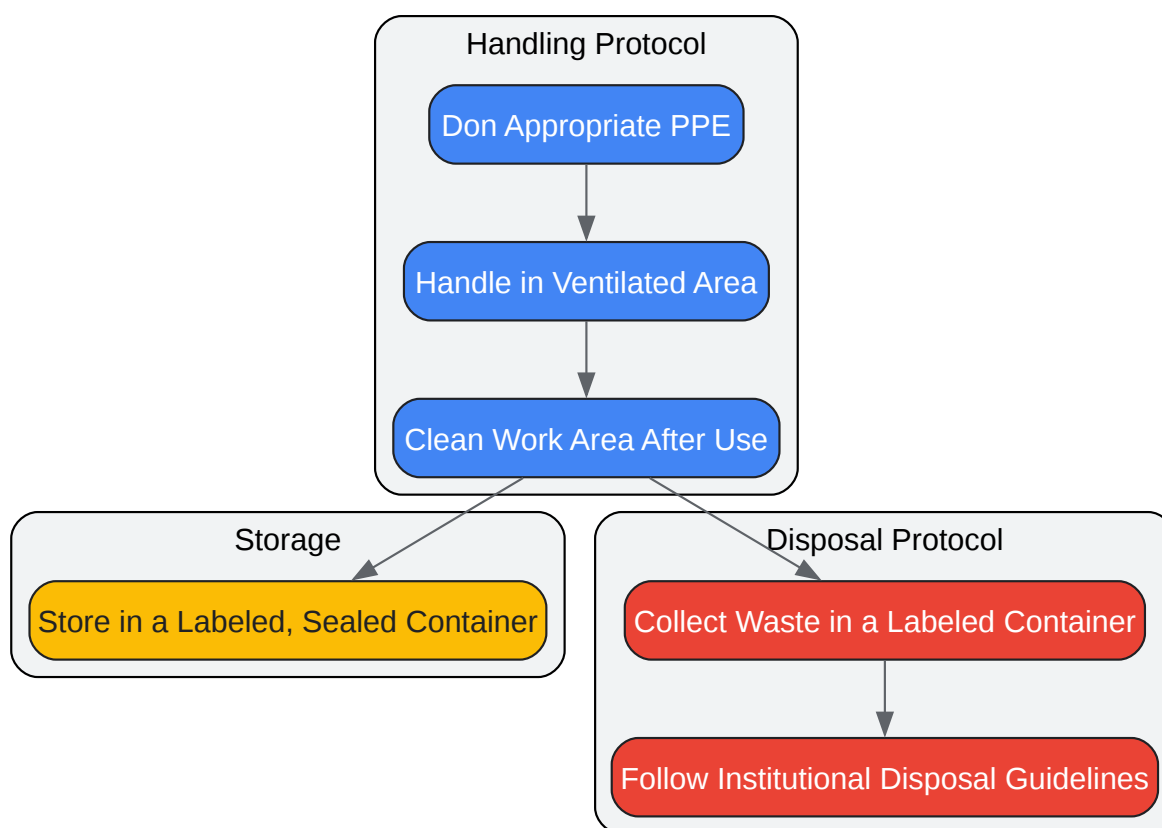 Handling Protocol
Don Appropriate PPE
Handle in Ventilated Area
Clean Work Area After Use
Storage
Store in a Labeled, Sealed Container
Disposal Protocol
Collect Waste in a Labeled Container
Follow Institutional Disposal Guidelines